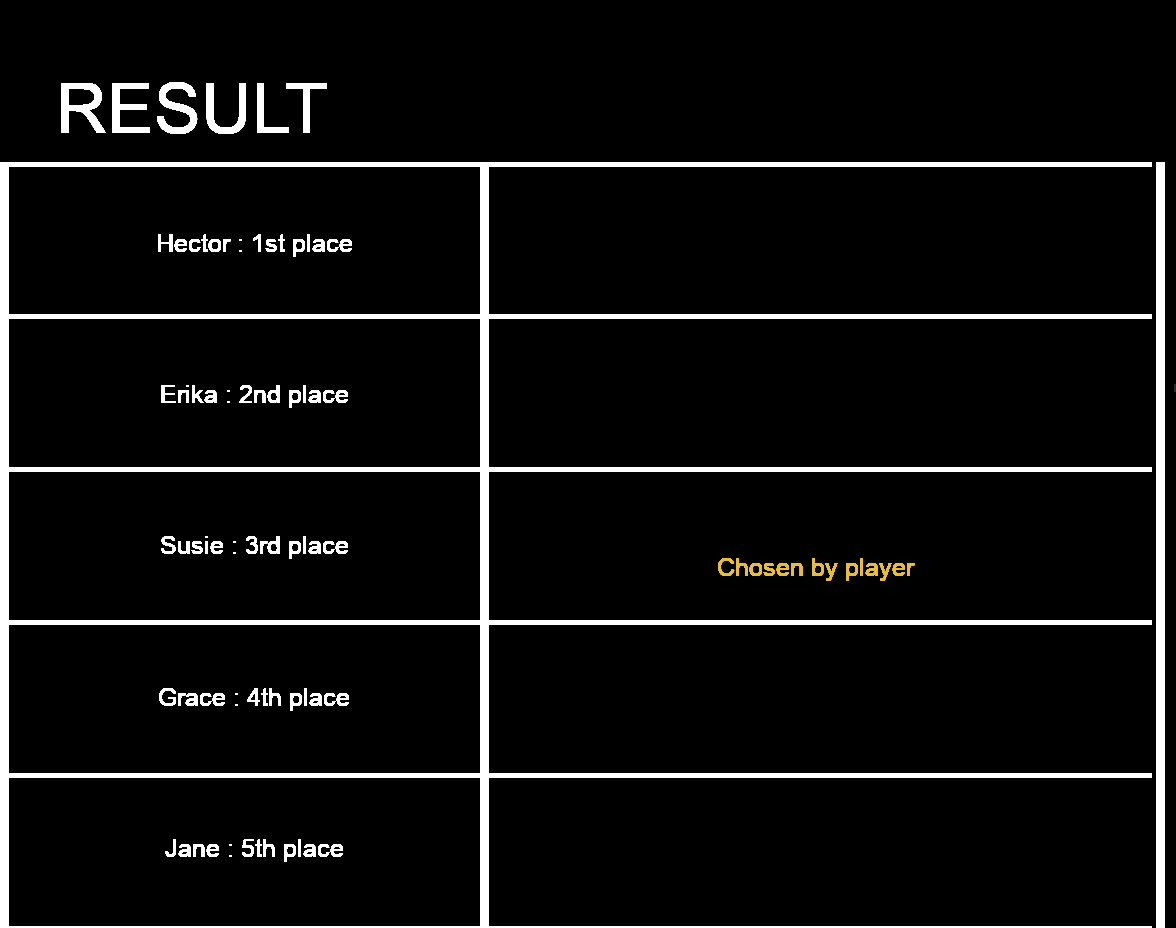 RESULT
Hector : 1st place
Erika : 2nd place
Susie : 3rd place
Chosen by player
Grace : 4th place
Jane : 5th place